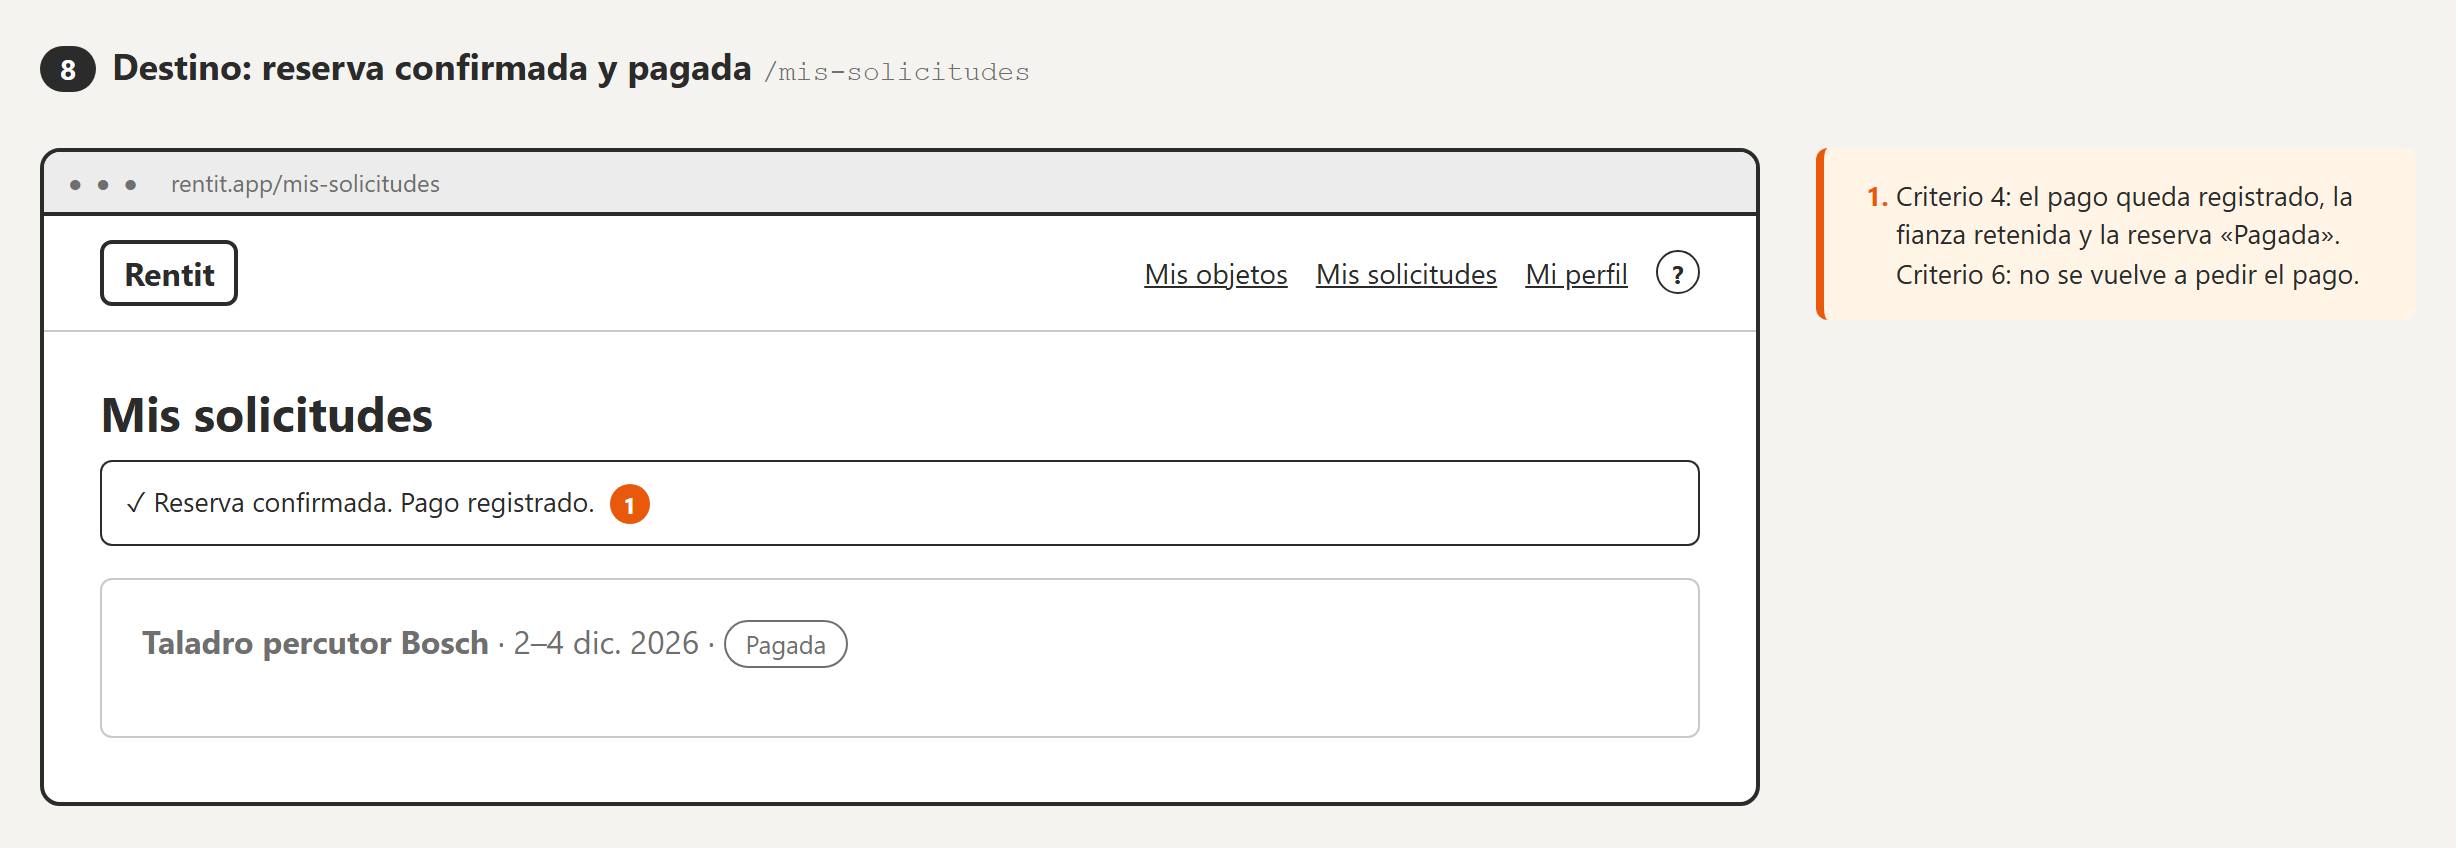 8 Destino: reserva confirmada y pagada /mis-solicitudes
rentit.app/mis-solicitudes
Rentit
Mis objetos Mis solicitudes Mi perfil ?
Mis solicitudes
✓ Reserva confirmada. Pago registrado. 1
Taladro percutor Bosch · 2–4 dic. 2026 · Pagada
1. Criterio 4: el pago queda registrado, la
fianza retenida y la reserva «Pagada».
Criterio 6: no se vuelve a pedir el pago.